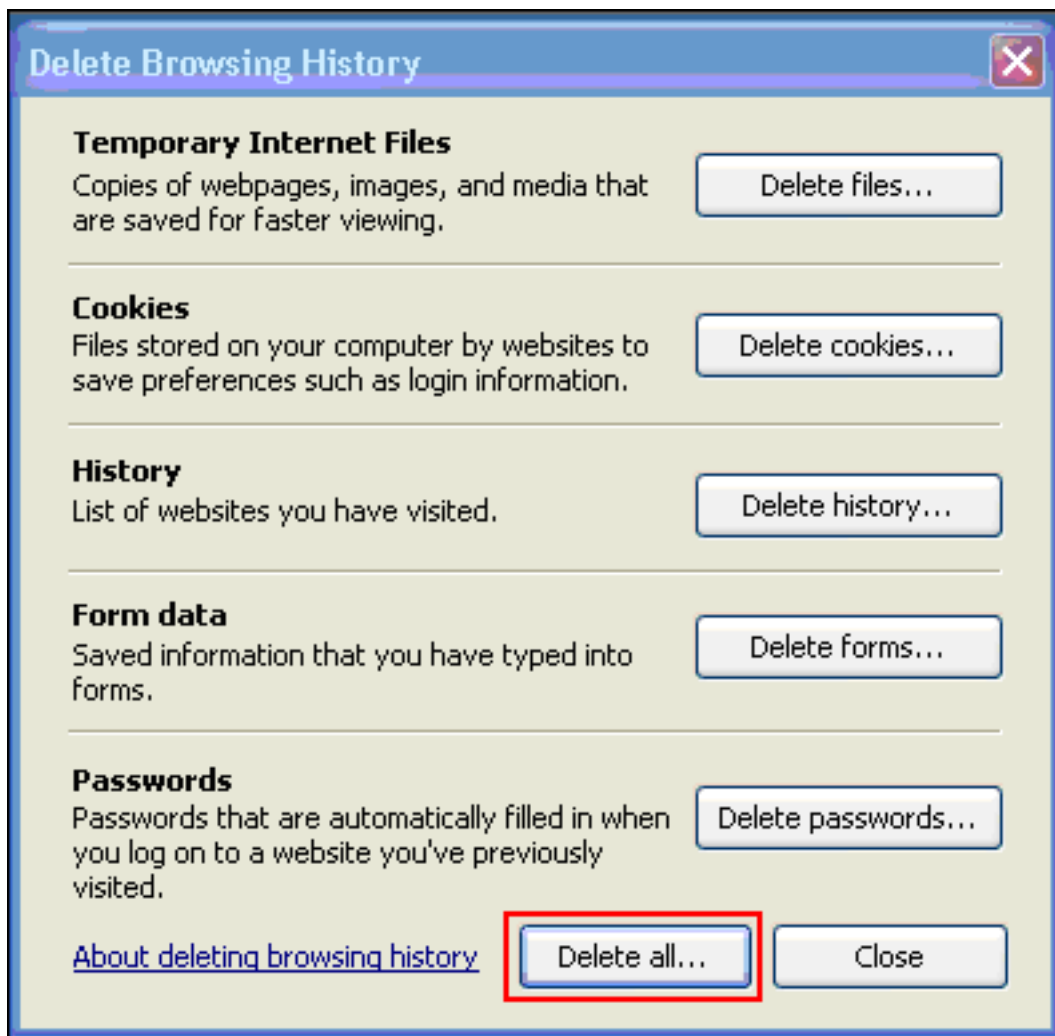 Delete Browsing History
Temporary Internet Files
Copies of webpages, images, and media that
are saved for faster viewing.
Delete files...
Cookies
Files stored on your computer by websites to
save preferences such as login information.
Delete cookies...
History
List of websites you have visited.
Delete history...
Form data
Saved information that you have typed into
forms.
Delete forms...
Passwords
Passwords that are automatically filled in when
you log on to a website you've previously
visited.
Delete passwords...
About deleting browsing history
Delete all...
Close